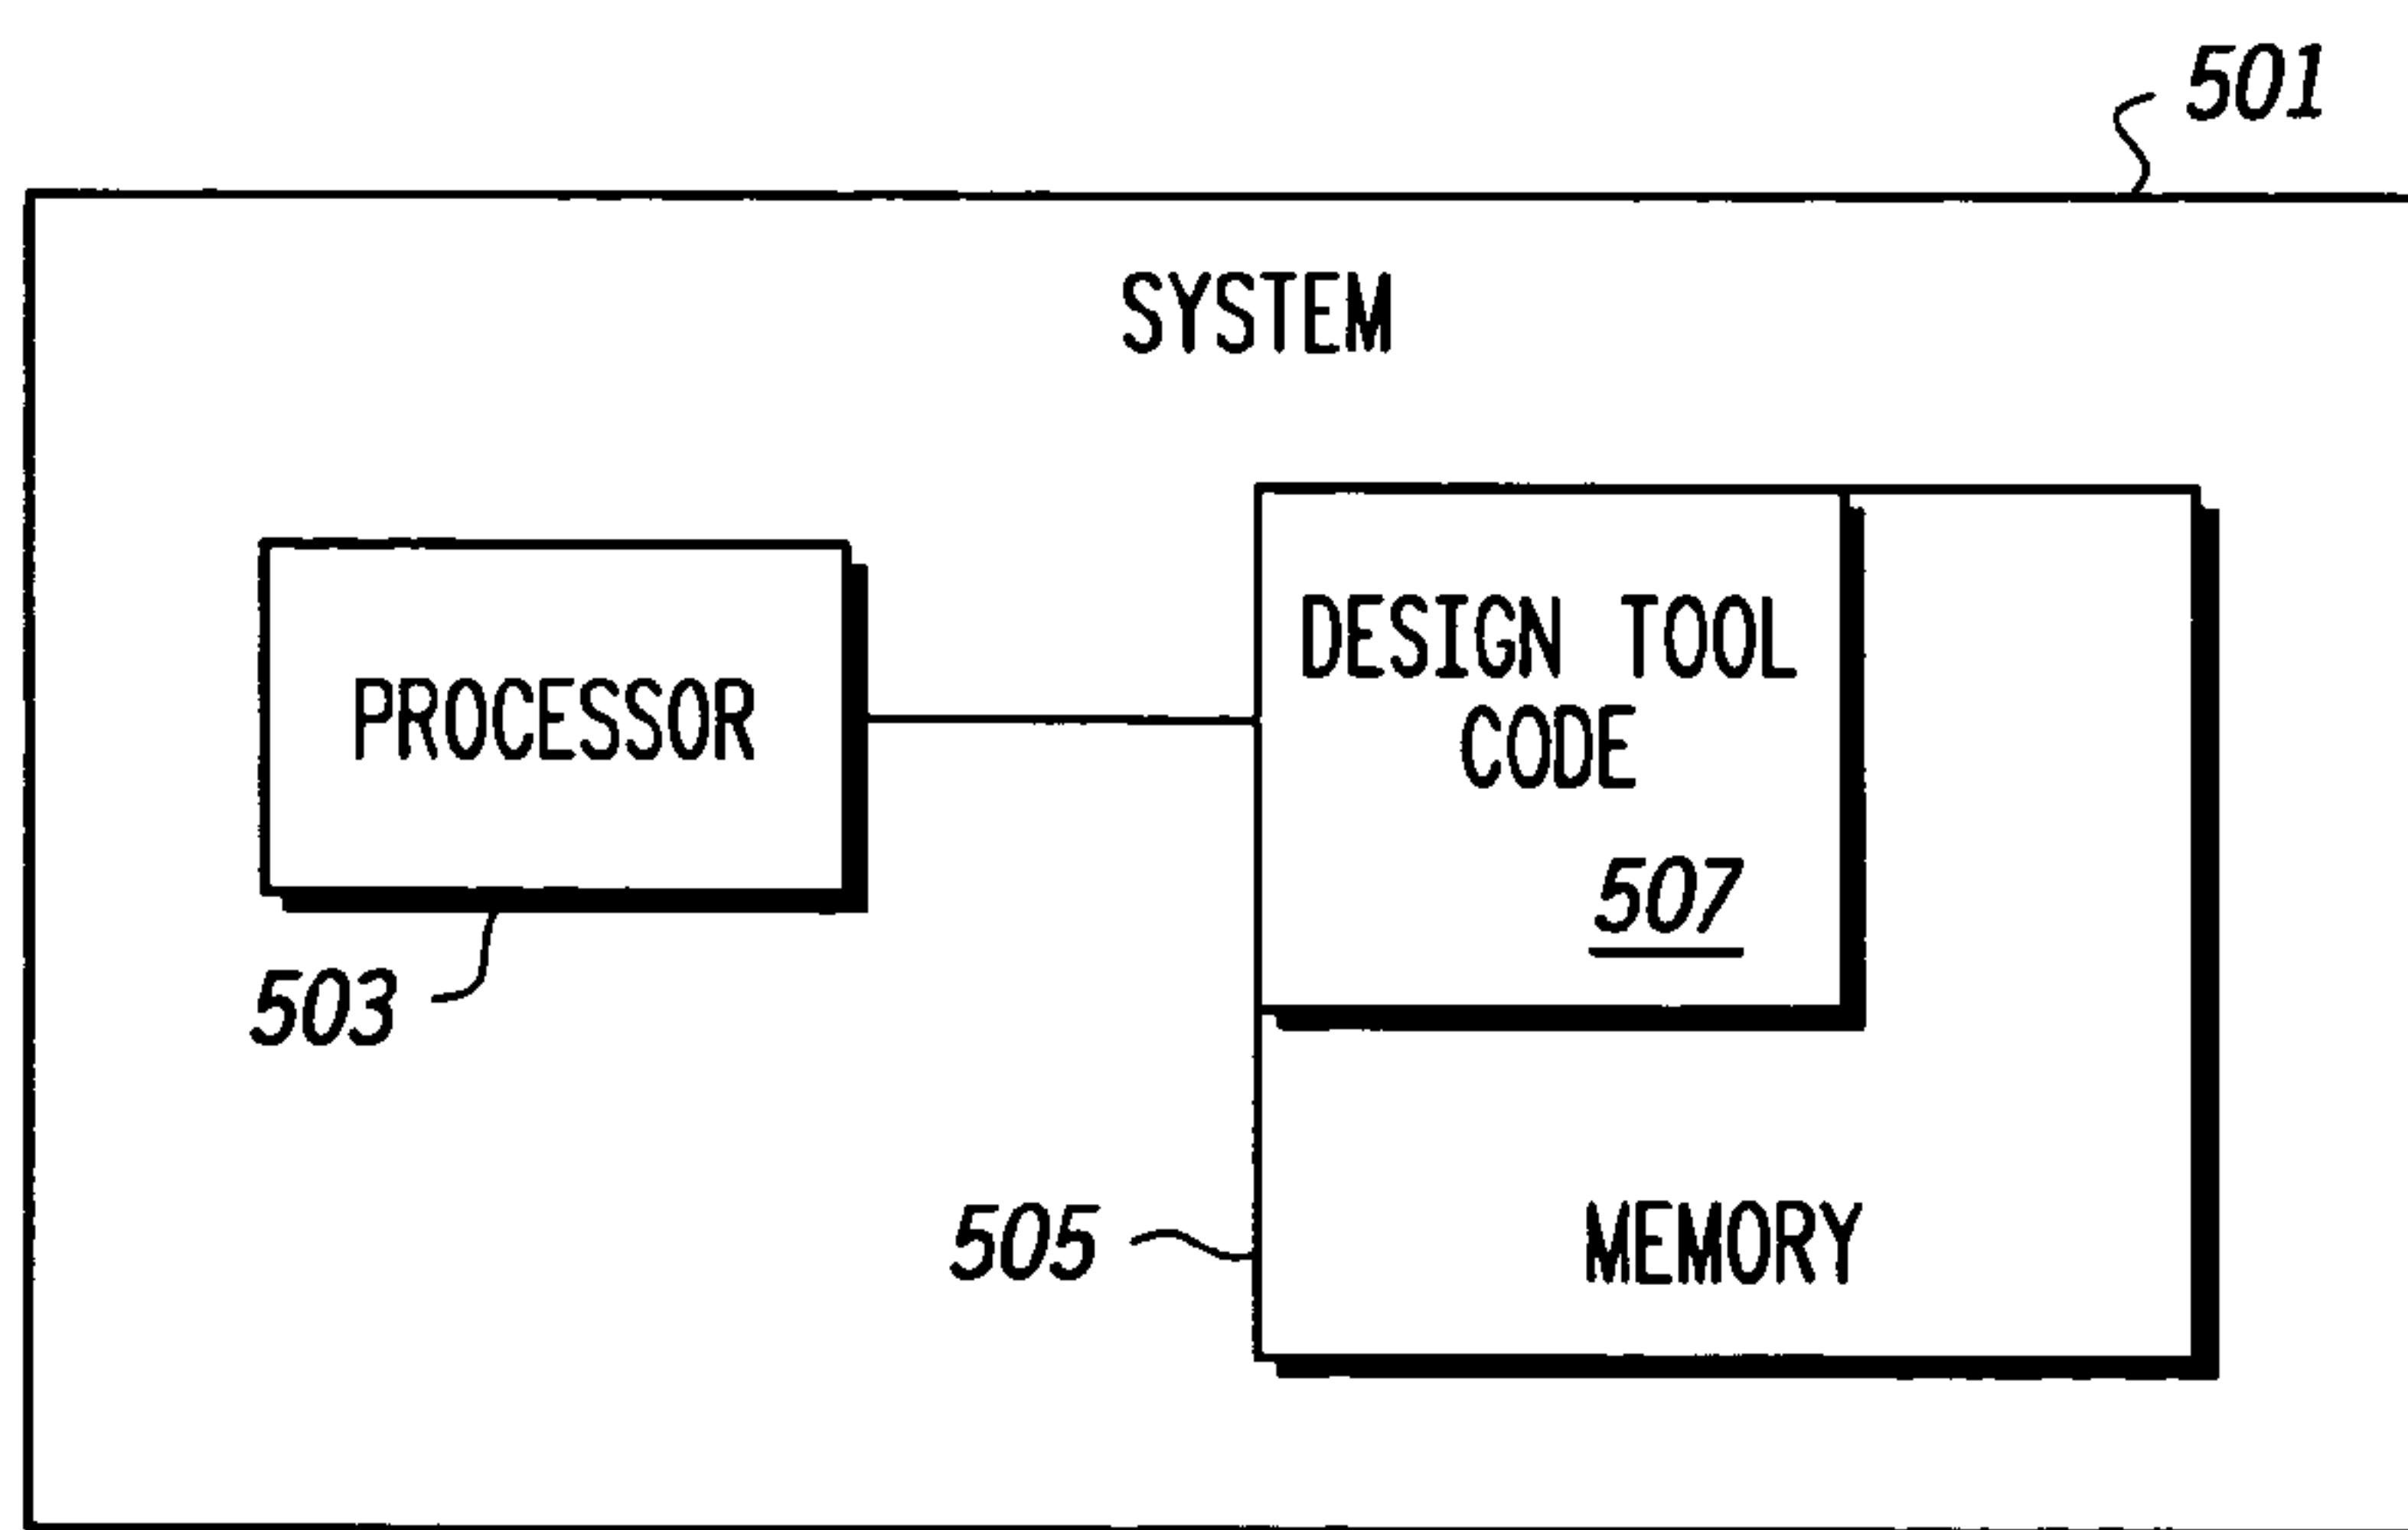 501
SYSTEM
PROCESSOR
DESIGN TOOL
CODE
507
503
505
MEMORY